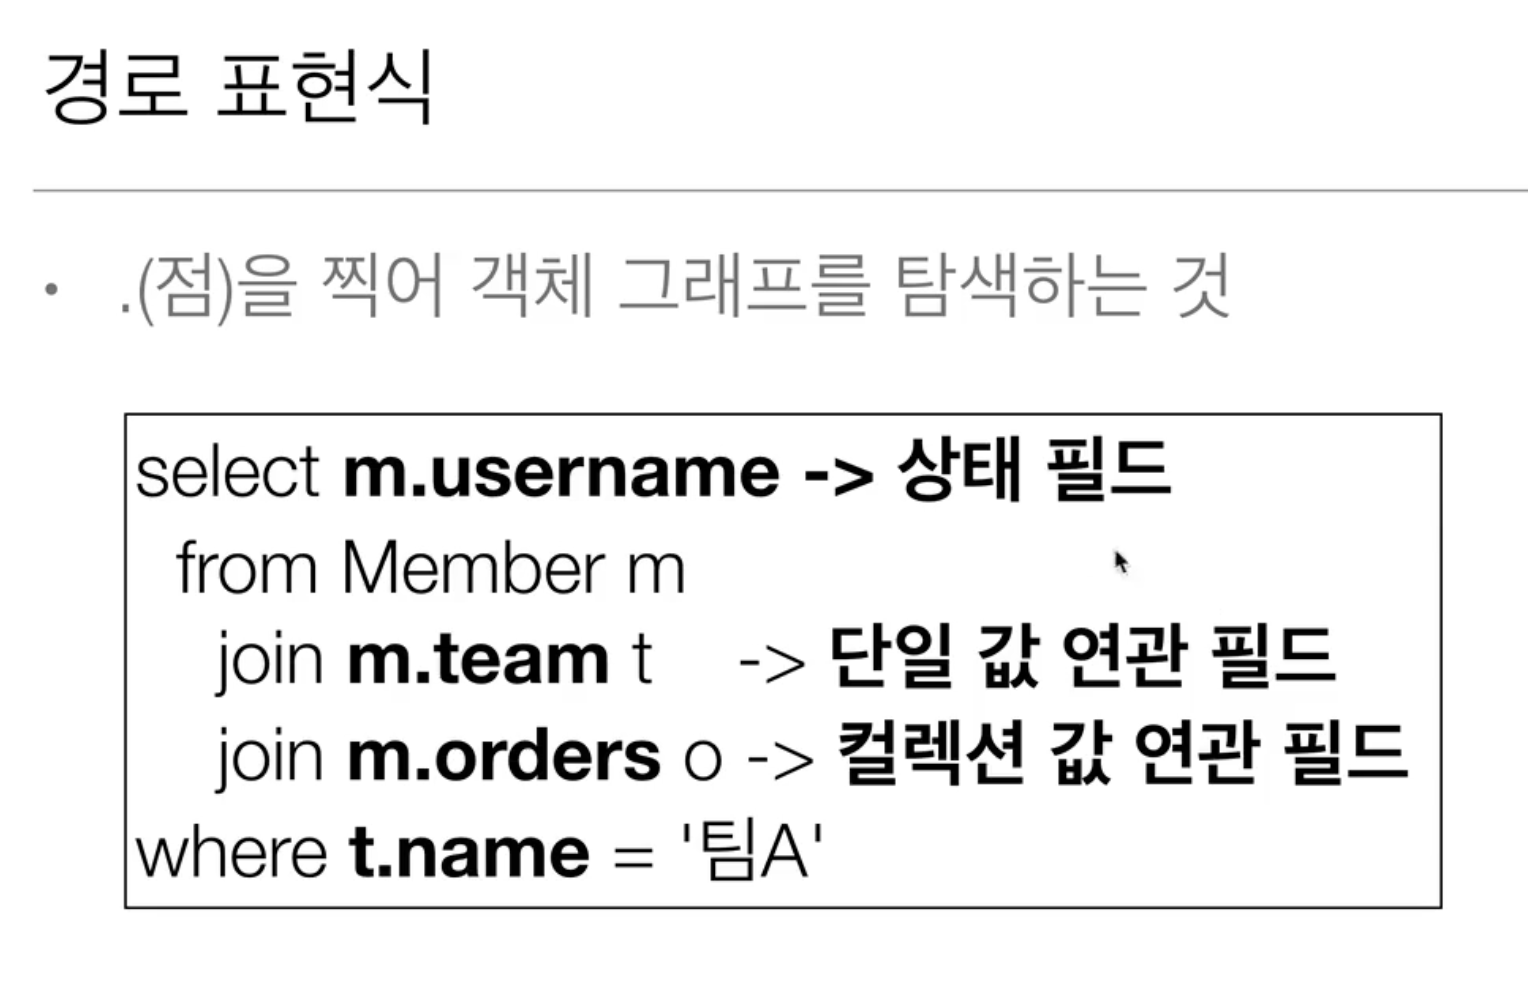 경로 표현식
• .(점)을 찍어 객체 그래프를 탐색하는 것
select m.username -> 상태 필드
from Member m
join m.team t -> 단일 값 연관 필드
join m.orders o -> 컬렉션 값 연관 필드
where t.name = '팀A'